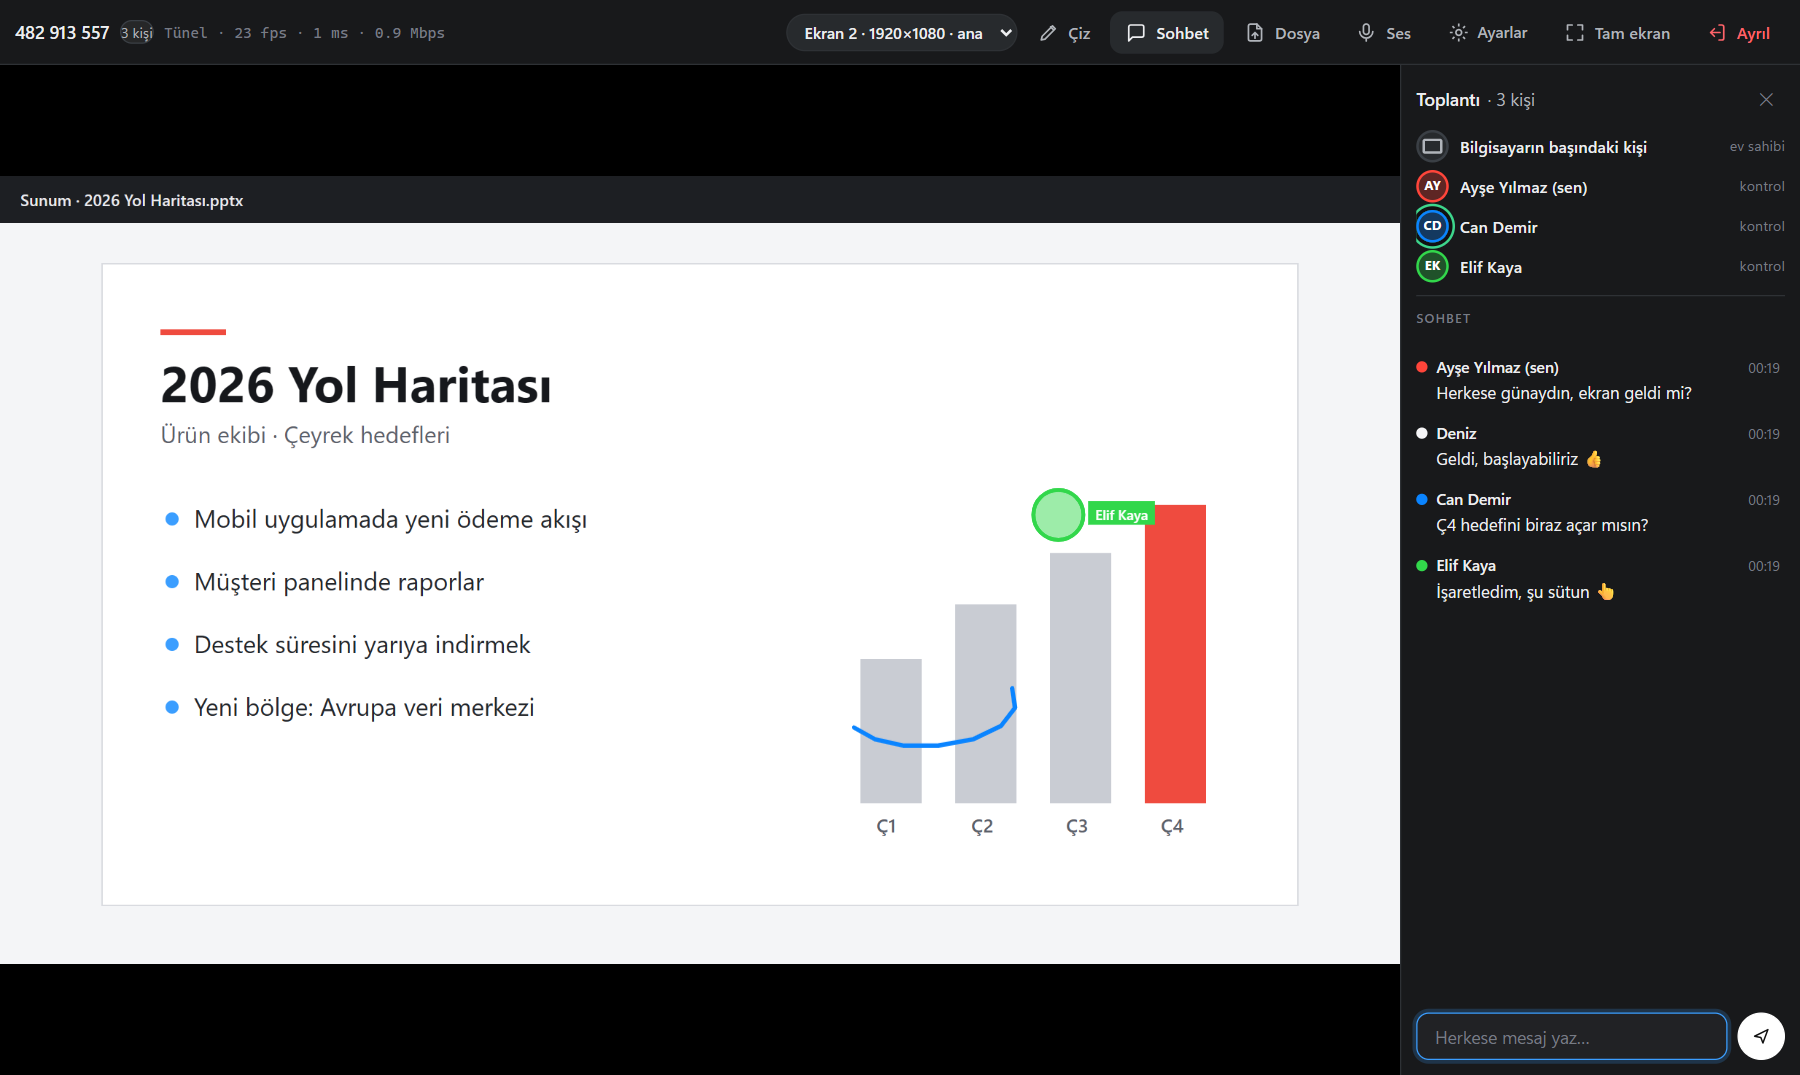 482 913 557 3 kişi Tünel · 23 fps · 1 ms · 0.9 Mbps
Ekran 2 · 1920×1080 · ana
Çiz
Sohbet
Dosya
Ses
Ayarlar
Tam ekran
Ayrıl
Sunum · 2026 Yol Haritası.pptx
2026 Yol Haritası
Ürün ekibi · Çeyrek hedefleri
Mobil uygulamada yeni ödeme akışı
Müşteri panelinde raporlar
Destek süresini yarıya indirmek
Yeni bölge: Avrupa veri merkezi
Elif Kaya
Ç1 Ç2 Ç3 Ç4
Toplantı · 3 kişi
Bilgisayarın başındaki kişi ev sahibi
AY Ayşe Yılmaz (sen) kontrol
CD Can Demir kontrol
EK Elif Kaya kontrol
SOHBET
Ayşe Yılmaz (sen) 00:19
Herkese günaydın, ekran geldi mi?
Deniz 00:19
Geldi, başlayabiliriz 👍
Can Demir 00:19
Ç4 hedefini biraz açar mısın?
Elif Kaya 00:19
İşaretledim, şu sütun 👆
Herkese mesaj yaz...